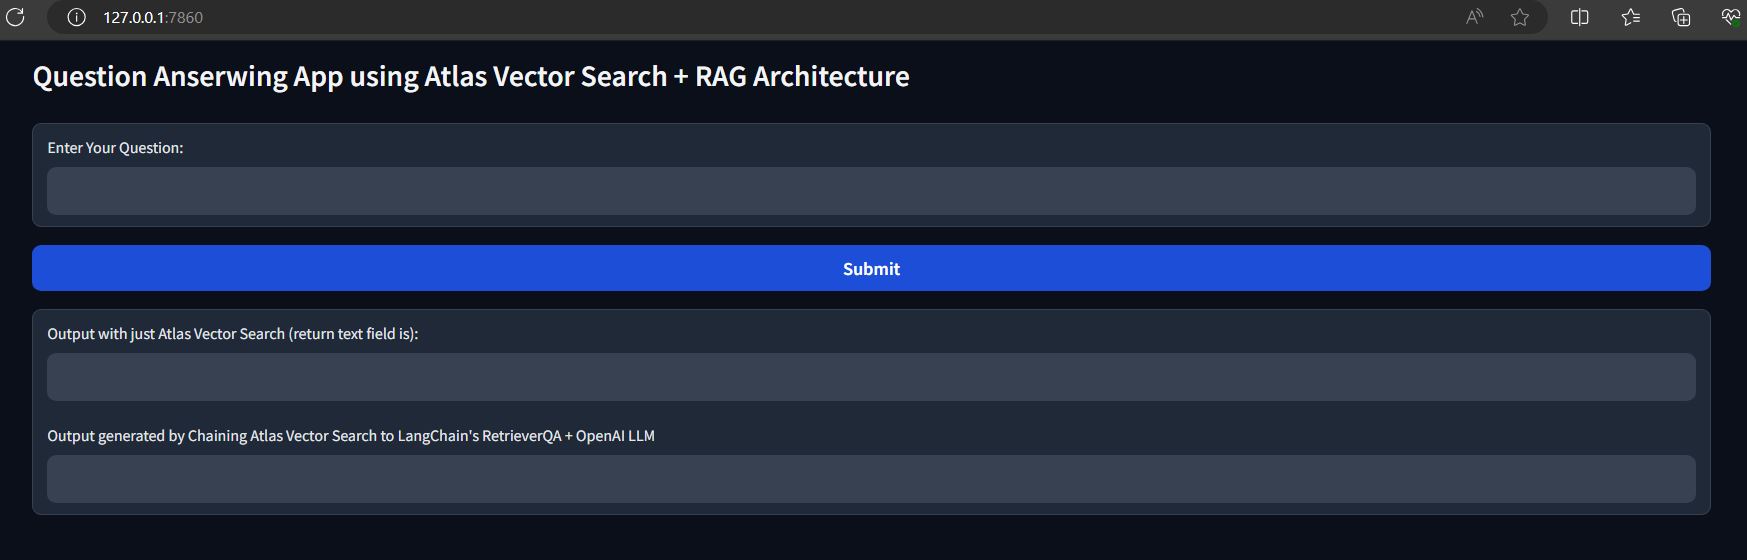 127.0.0.1:7860
Question Anserwing App using Atlas Vector Search + RAG Architecture
Enter Your Question:
Submit
Output with just Atlas Vector Search (return text field is):
Output generated by Chaining Atlas Vector Search to LangChain's RetrieverQA + OpenAI LLM